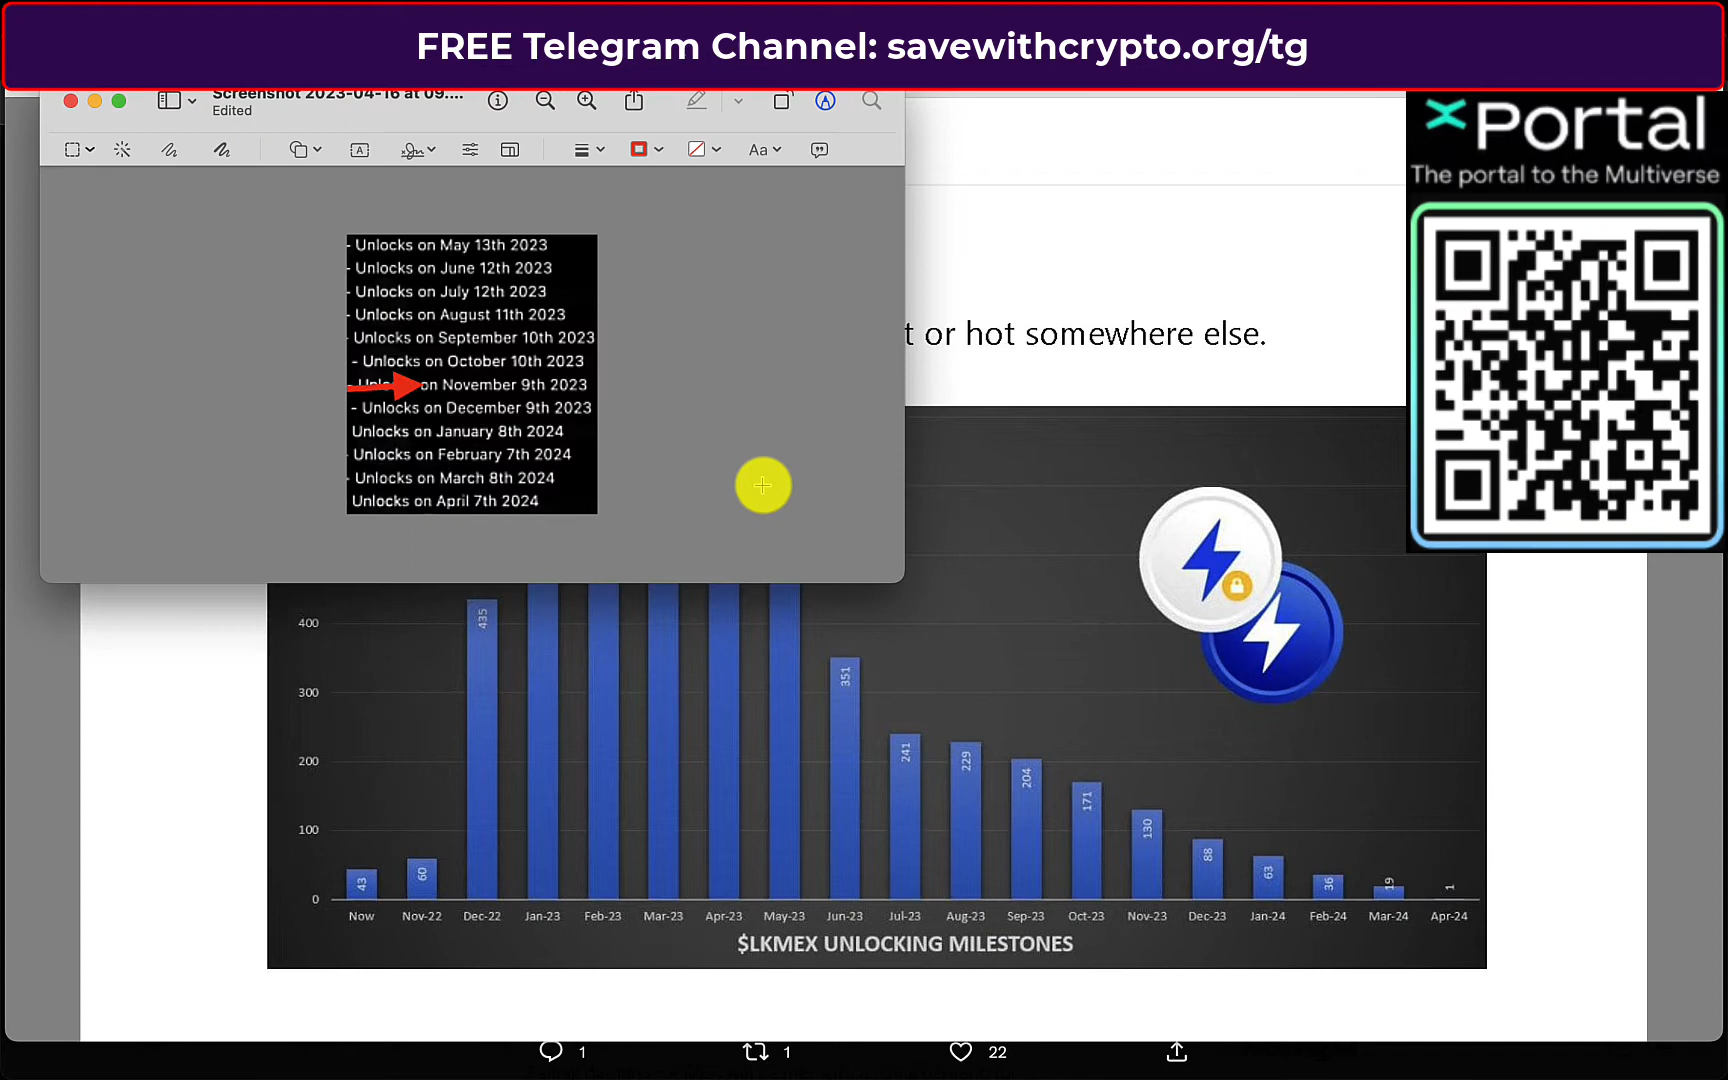 FREE Telegram Channel: savewithcrypto.org/tg
Screenshot 2023-04-16 at 09....
Edited
Aa
Portal
The portal to the Multiverse
- Unlocks on May 13th 2023
- Unlocks on June 12th 2023
- Unlocks on July 12th 2023
- Unlocks on August 11th 2023
Unlocks on September 10th 2023
- Unlocks on October 10th 2023
on November 9th 2023
- Unlocks on December 9th 2023
Unlocks on January 8th 2024
Unlocks on February 7th 2024
- Unlocks on March 8th 2024
Unlocks on April 7th 2024
t or hot somewhere else.
400
300
200
100
0
43
60
435
351
241
229
204
171
130
88
63
36
19
1
Now Nov-22 Dec-22 Jan-23 Feb-23 Mar-23 Apr-23 May-23 Jun-23 Jul-23 Aug-23 Sep-23 Oct-23 Nov-23 Dec-23 Jan-24 Feb-24 Mar-24 Apr-24
$LKMEX UNLOCKING MILESTONES
1 1 22